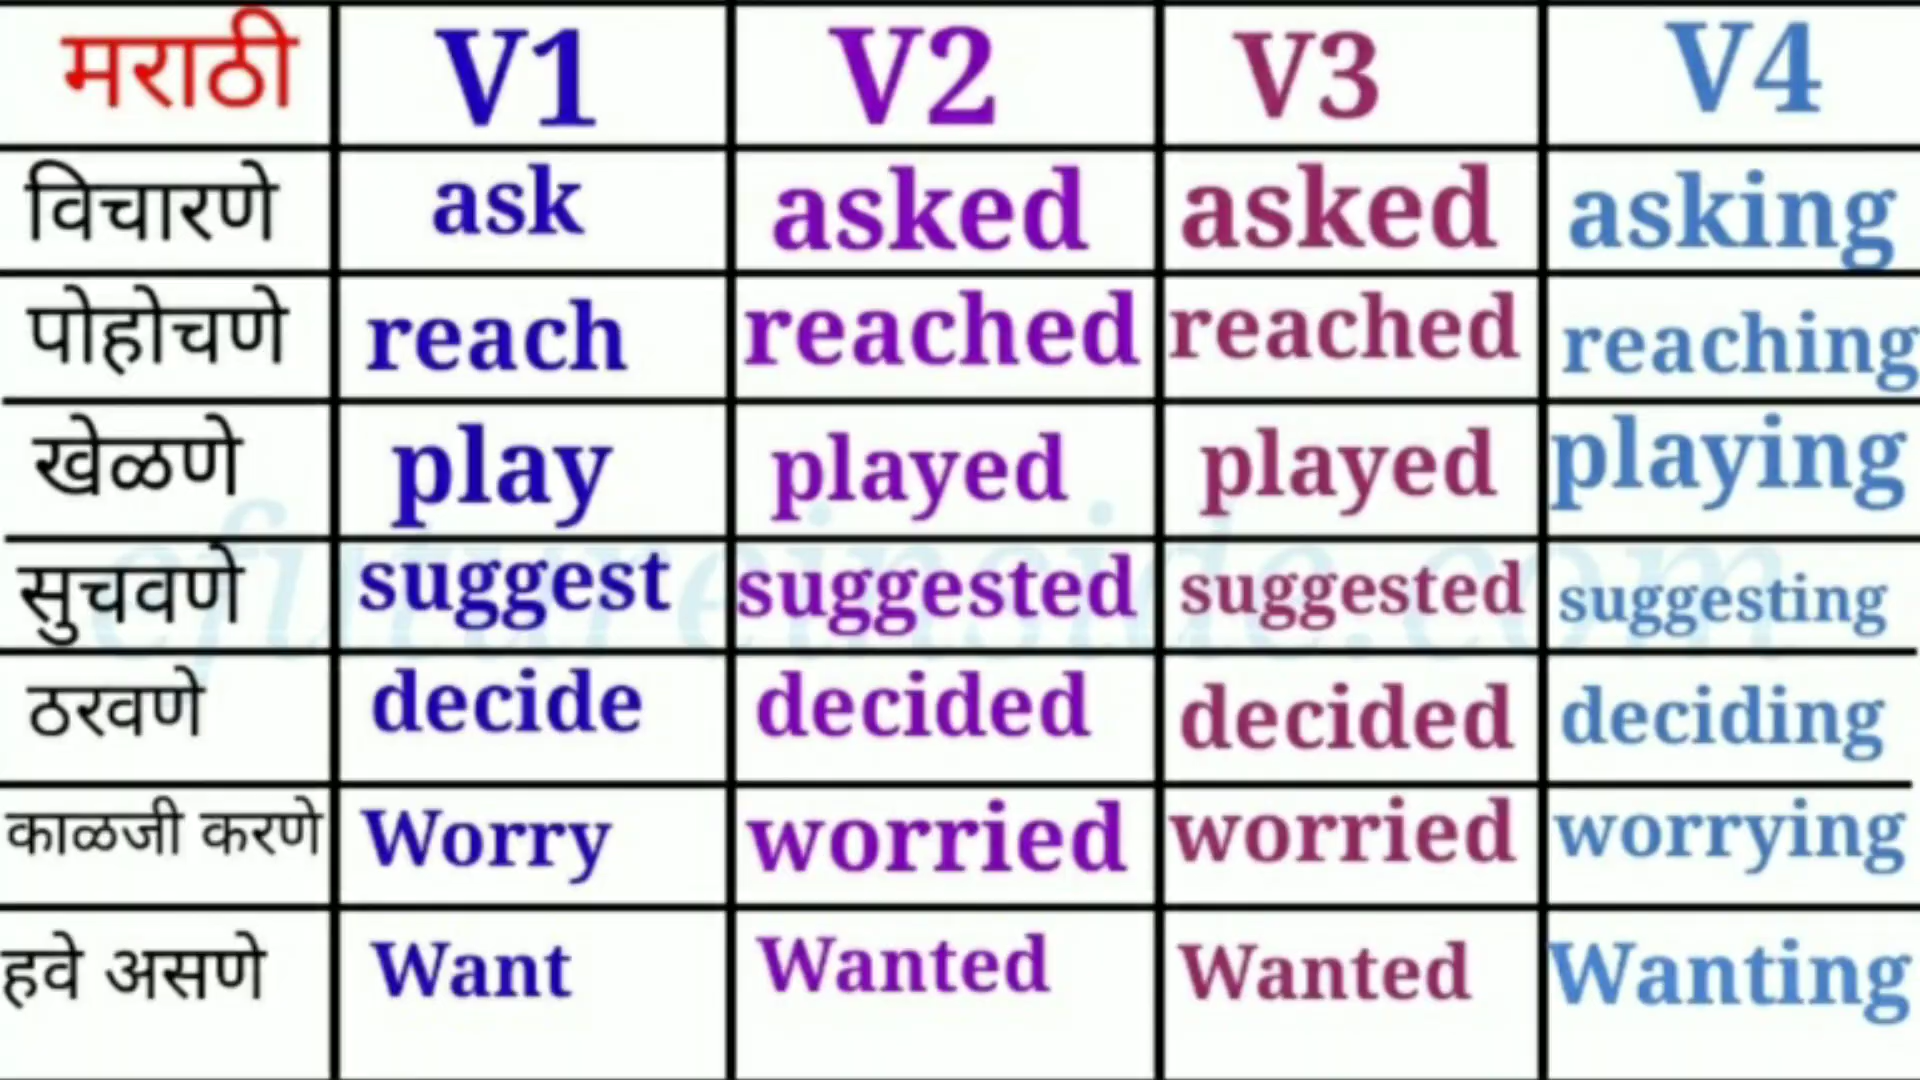 मराठी V1 V2 V3 V4
विचारणे ask asked asked asking
पोहोचणे reach reached reached reaching
खेळणे play played played playing
सुचवणे suggest suggested suggested suggesting
ठरवणे decide decided decided deciding
काळजी करणे Worry worried worried worrying
हवे असणे Want Wanted Wanted Wanting